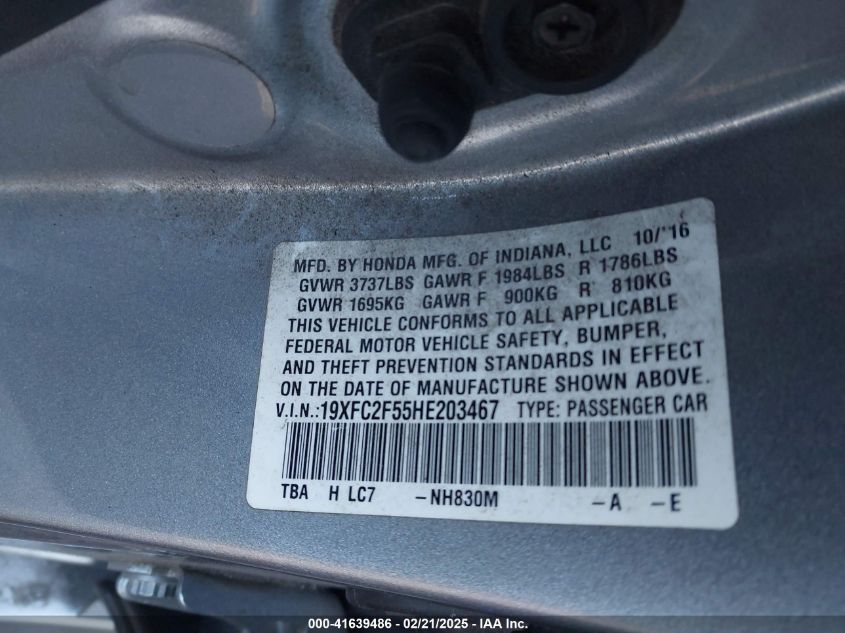 MFD. BY HONDA MFG. OF INDIANA, LLC 10/'16
GVWR 3737LBS GAWR F 1984LBS R 1786LBS
GVWR 1695KG GAWR F 900KG R 810KG
THIS VEHICLE CONFORMS TO ALL APPLICABLE
FEDERAL MOTOR VEHICLE SAFETY, BUMPER,
AND THEFT PREVENTION STANDARDS IN EFFECT
ON THE DATE OF MANUFACTURE SHOWN ABOVE.
V.I.N.:19XFC2F55HE203467 TYPE: PASSENGER CAR
TBA H LC7 -NH830M -A -E
000-41639486 - 02/21/2025 - IAA Inc.